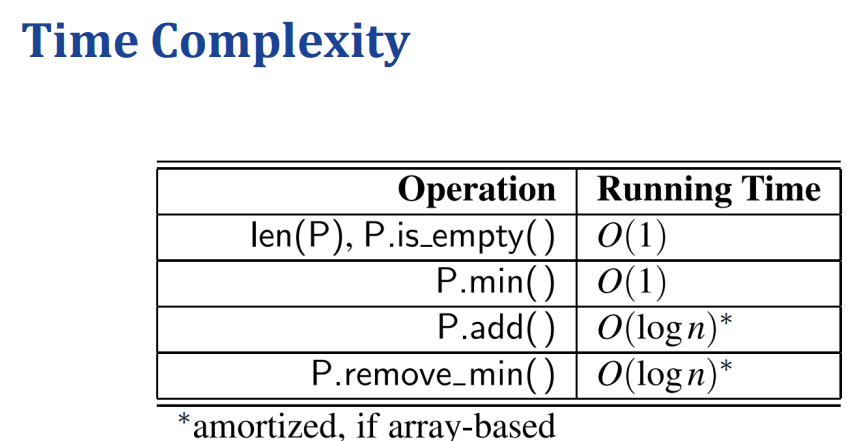 Time Complexity
Operation Running Time
len(P), P.is_empty() O(1)
P.min() O(1)
P.add() O(log n)*
P.remove_min() O(log n)*
*amortized, if array-based